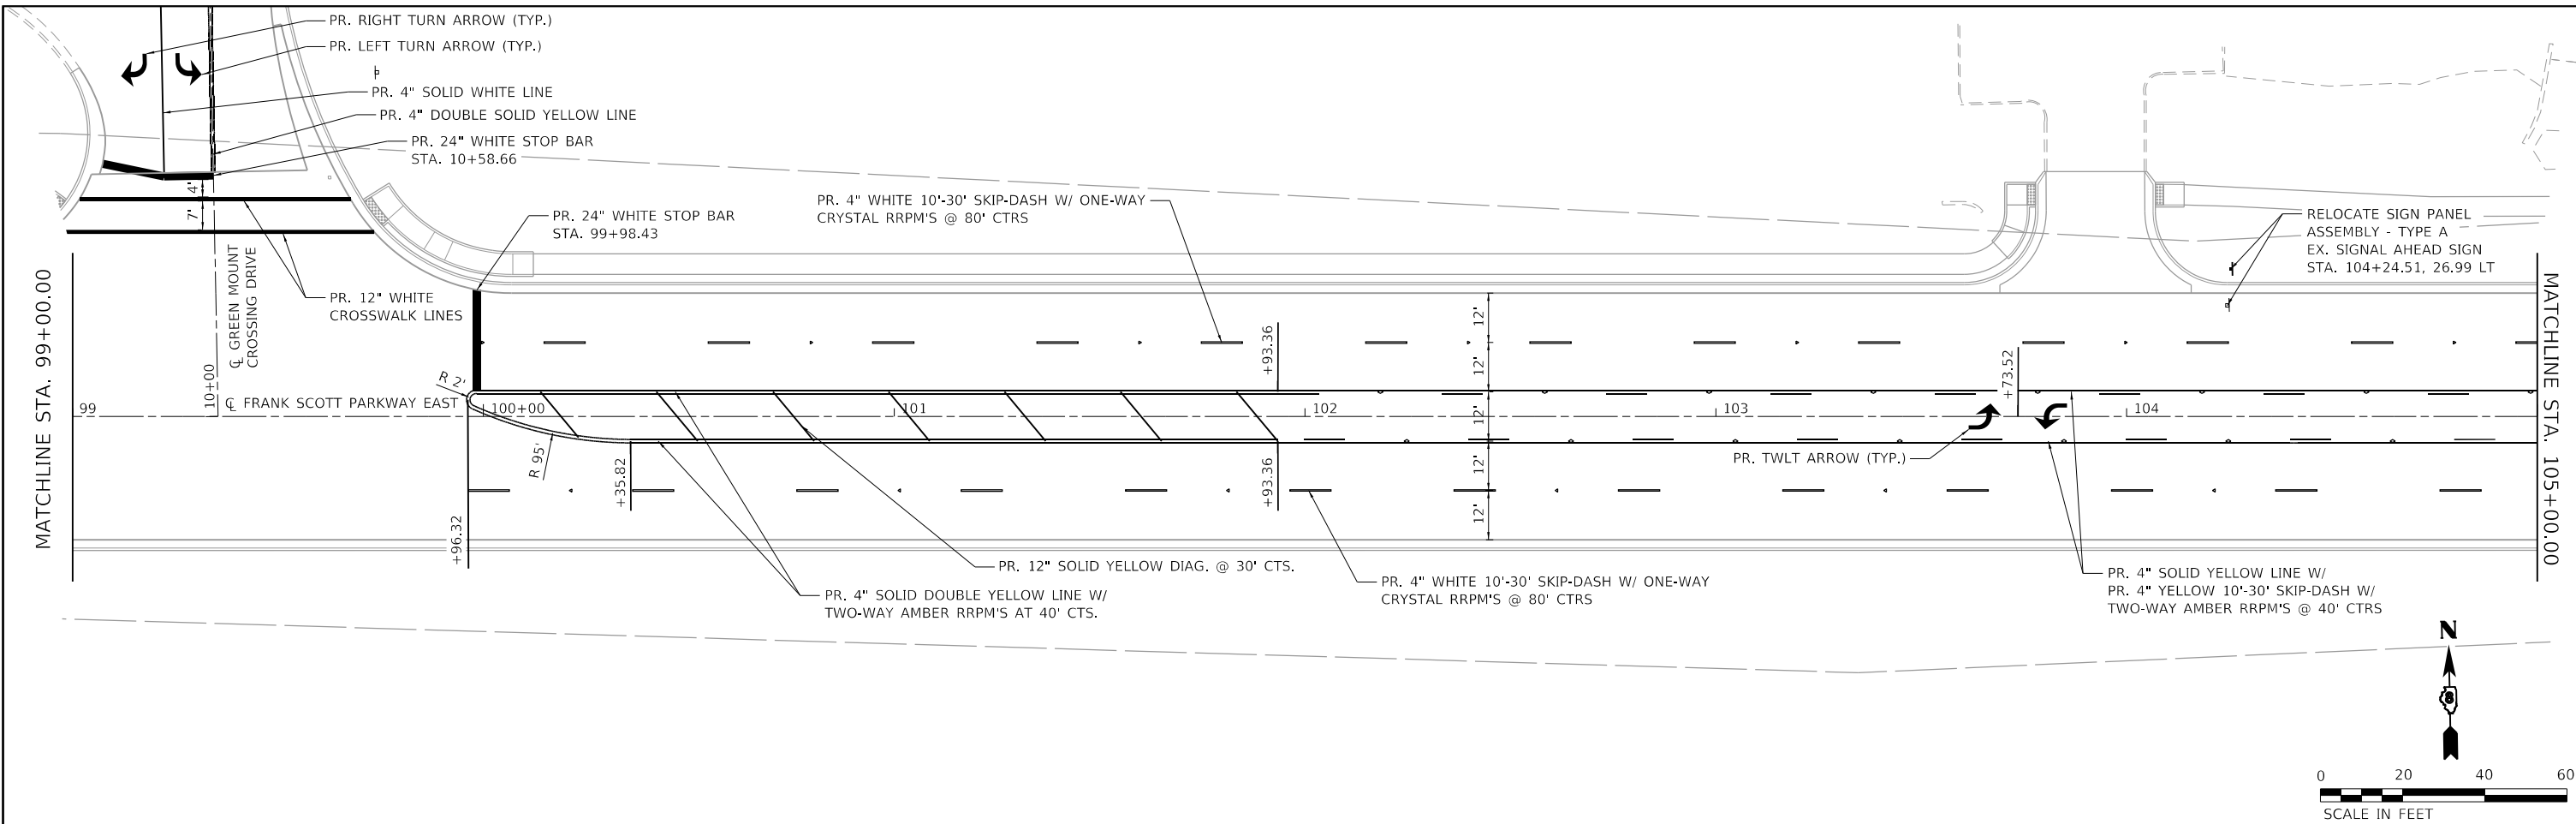 PR. RIGHT TURN ARROW (TYP.)
PR. LEFT TURN ARROW (TYP.)
PR. 4" SOLID WHITE LINE
PR. 4" DOUBLE SOLID YELLOW LINE
PR. 24" WHITE STOP BAR
STA. 10+58.66
4'
7'
PR. 24" WHITE STOP BAR
STA. 99+98.43
PR. 12" WHITE
CROSSWALK LINES
℄ GREEN MOUNT
CROSSING DRIVE
10+00
MATCHLINE STA. 99+00.00
99
℄ FRANK SCOTT PARKWAY EAST
R 2'
R 95'
+96.32
+35.82
100+00
101
102
103
104
PR. 4" WHITE 10'-30' SKIP-DASH W/ ONE-WAY
CRYSTAL RRPM'S @ 80' CTRS
+93.36
+93.36
12'
12'
12'
12'
12'
+73.52
PR. TWLT ARROW (TYP.)
RELOCATE SIGN PANEL
ASSEMBLY - TYPE A
EX. SIGNAL AHEAD SIGN
STA. 104+24.51, 26.99 LT
MATCHLINE STA. 105+00.00
PR. 12" SOLID YELLOW DIAG. @ 30' CTS.
PR. 4" SOLID DOUBLE YELLOW LINE W/
TWO-WAY AMBER RRPM'S AT 40' CTS.
PR. 4" WHITE 10'-30' SKIP-DASH W/ ONE-WAY
CRYSTAL RRPM'S @ 80' CTRS
PR. 4" SOLID YELLOW LINE W/
PR. 4" YELLOW 10'-30' SKIP-DASH W/
TWO-WAY AMBER RRPM'S @ 40' CTRS
N
8
0 20 40 60
SCALE IN FEET